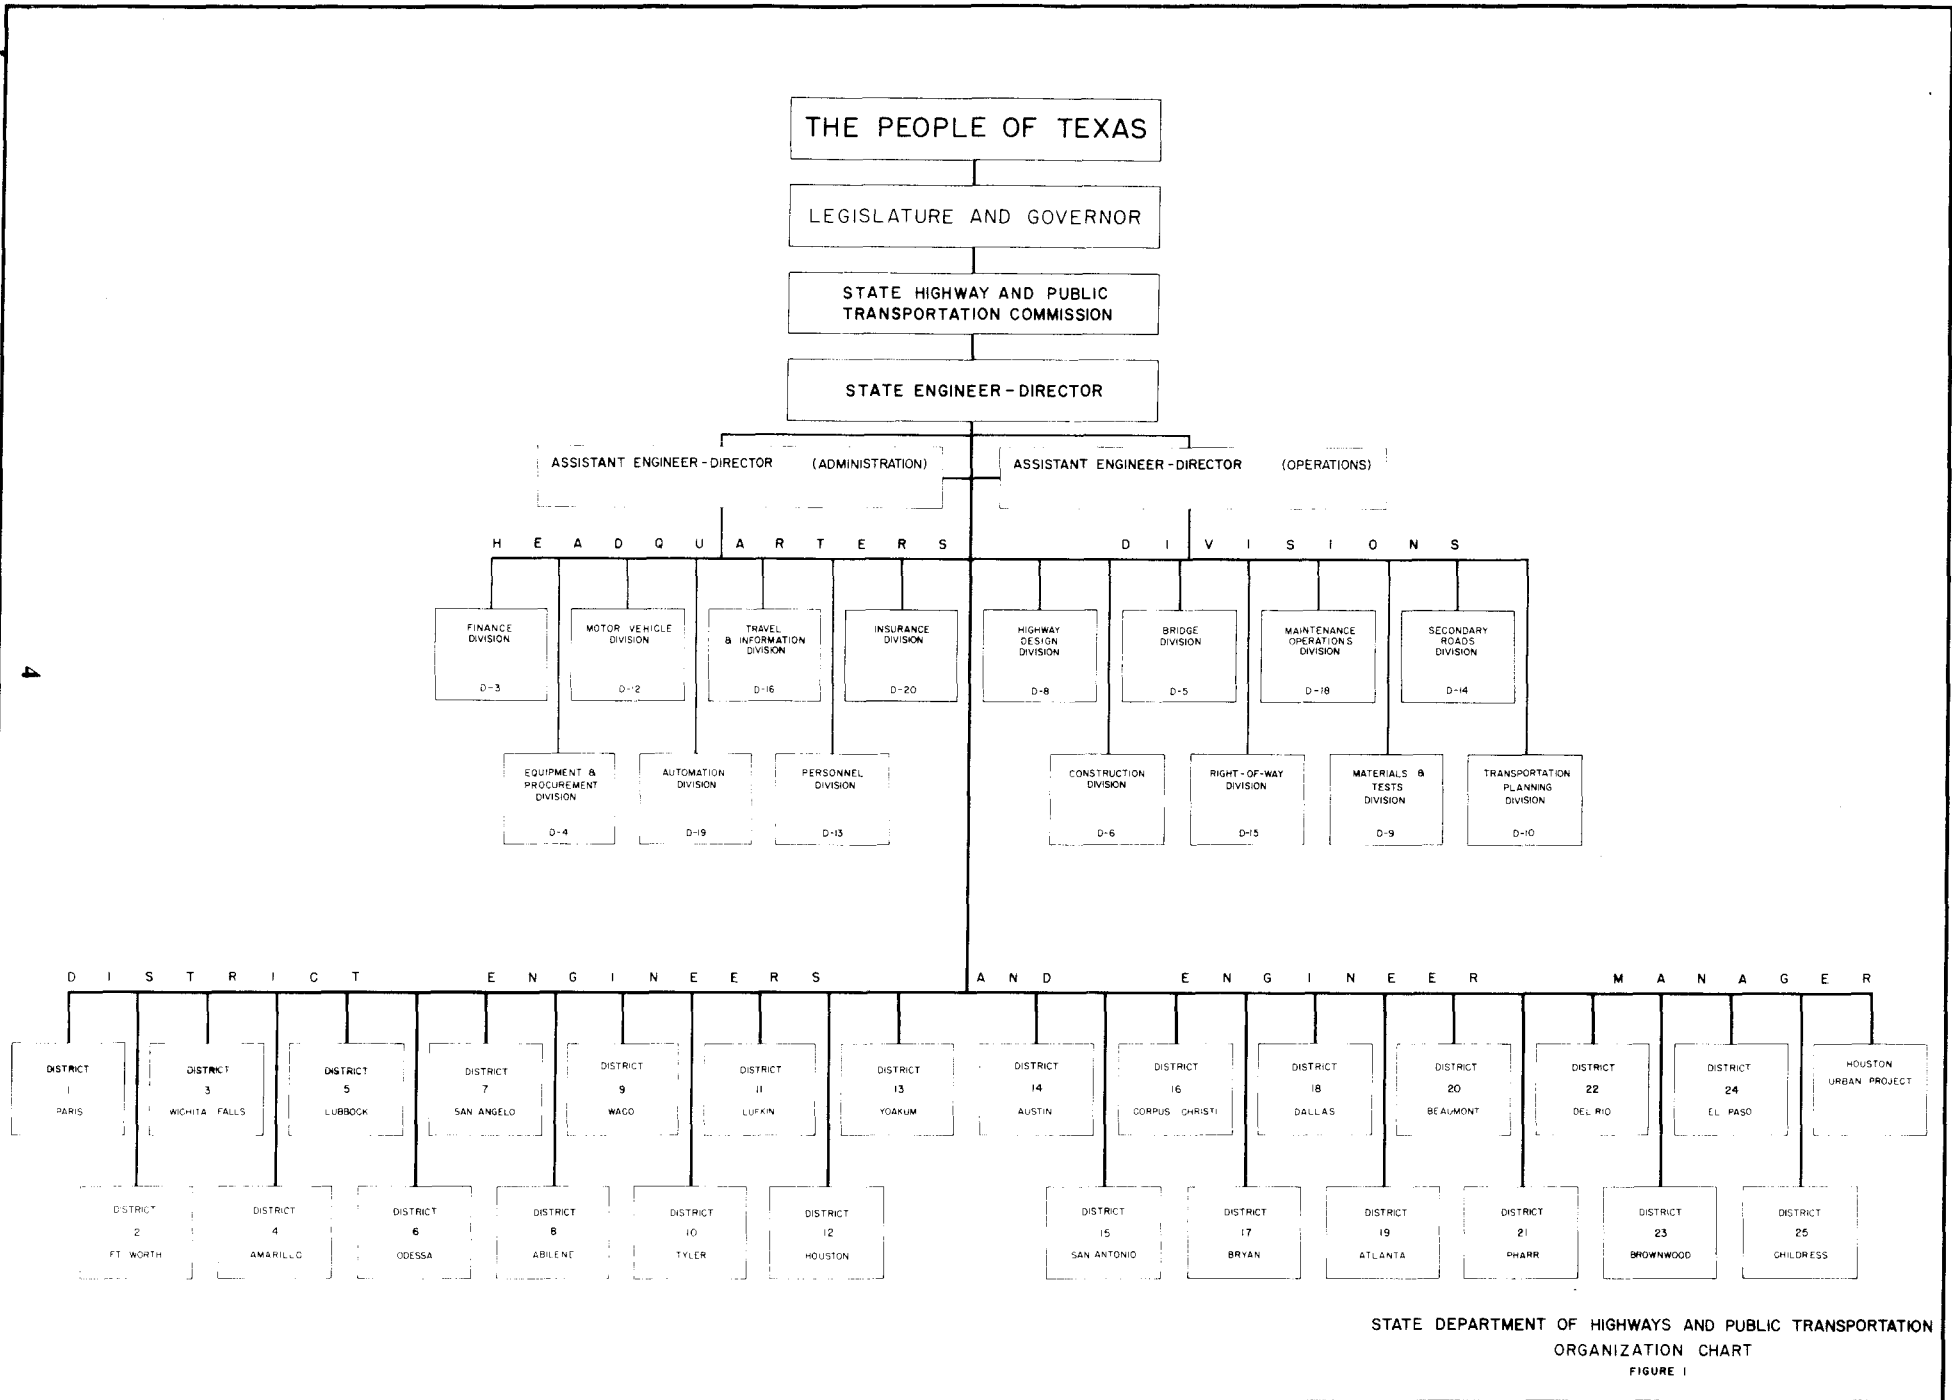 THE PEOPLE OF TEXAS
LEGISLATURE AND GOVERNOR
STATE HIGHWAY AND PUBLIC
TRANSPORTATION COMMISSION
STATE ENGINEER-DIRECTOR
ASSISTANT ENGINEER-DIRECTOR (ADMINISTRATION)
ASSISTANT ENGINEER-DIRECTOR (OPERATIONS)
HEADQUARTERS DIVISIONS
FINANCE
DIVISION
D-3
MOTOR VEHICLE
DIVISION
D-12
TRAVEL
& INFORMATION
DIVISION
D-16
INSURANCE
DIVISION
D-20
HIGHWAY
DESIGN
DIVISION
D-8
BRIDGE
DIVISION
D-5
MAINTENANCE
OPERATIONS
DIVISION
D-18
SECONDARY
ROADS
DIVISION
D-14
4
EQUIPMENT &
PROCUREMENT
DIVISION
D-4
AUTOMATION
DIVISION
D-19
PERSONNEL
DIVISION
D-13
CONSTRUCTION
DIVISION
D-6
RIGHT-OF-WAY
DIVISION
D-15
MATERIALS &
TESTS
DIVISION
D-9
TRANSPORTATION
PLANNING
DIVISION
D-10
DISTRICT ENGINEERS AND ENGINEER MANAGER
DISTRICT
1
PARIS
DISTRICT
3
WICHITA FALLS
DISTRICT
5
LUBBOCK
DISTRICT
7
SAN ANGELO
DISTRICT
9
WACO
DISTRICT
11
LUFKIN
DISTRICT
13
YOAKUM
DISTRICT
14
AUSTIN
DISTRICT
16
CORPUS CHRISTI
DISTRICT
18
DALLAS
DISTRICT
20
BEAUMONT
DISTRICT
22
DEL RIO
DISTRICT
24
EL PASO
HOUSTON
URBAN PROJECT
DISTRICT
2
FT WORTH
DISTRICT
4
AMARILLO
DISTRICT
6
ODESSA
DISTRICT
8
ABILENE
DISTRICT
10
TYLER
DISTRICT
12
HOUSTON
DISTRICT
15
SAN ANTONIO
DISTRICT
17
BRYAN
DISTRICT
19
ATLANTA
DISTRICT
21
PHARR
DISTRICT
23
BROWNWOOD
DISTRICT
25
CHILDRESS
STATE DEPARTMENT OF HIGHWAYS AND PUBLIC TRANSPORTATION
ORGANIZATION CHART
FIGURE 1